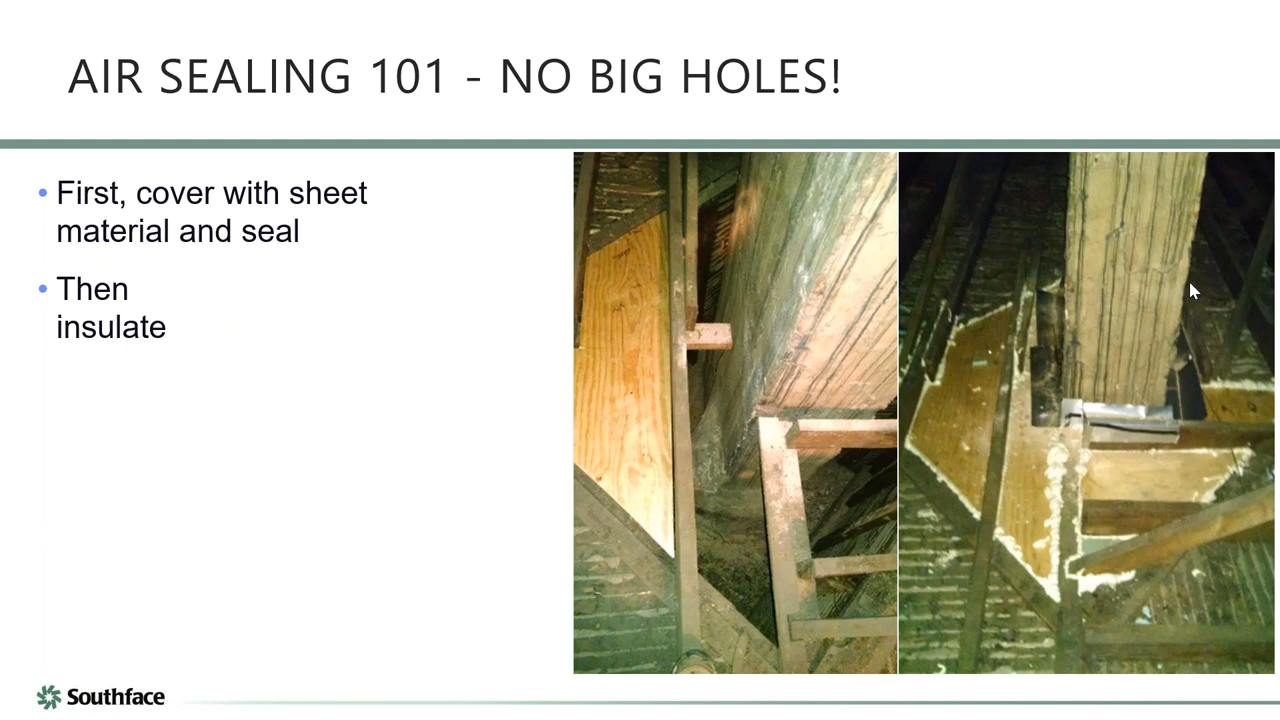 AIR SEALING 101 - NO BIG HOLES!
• First, cover with sheet
material and seal
• Then
insulate
Southface